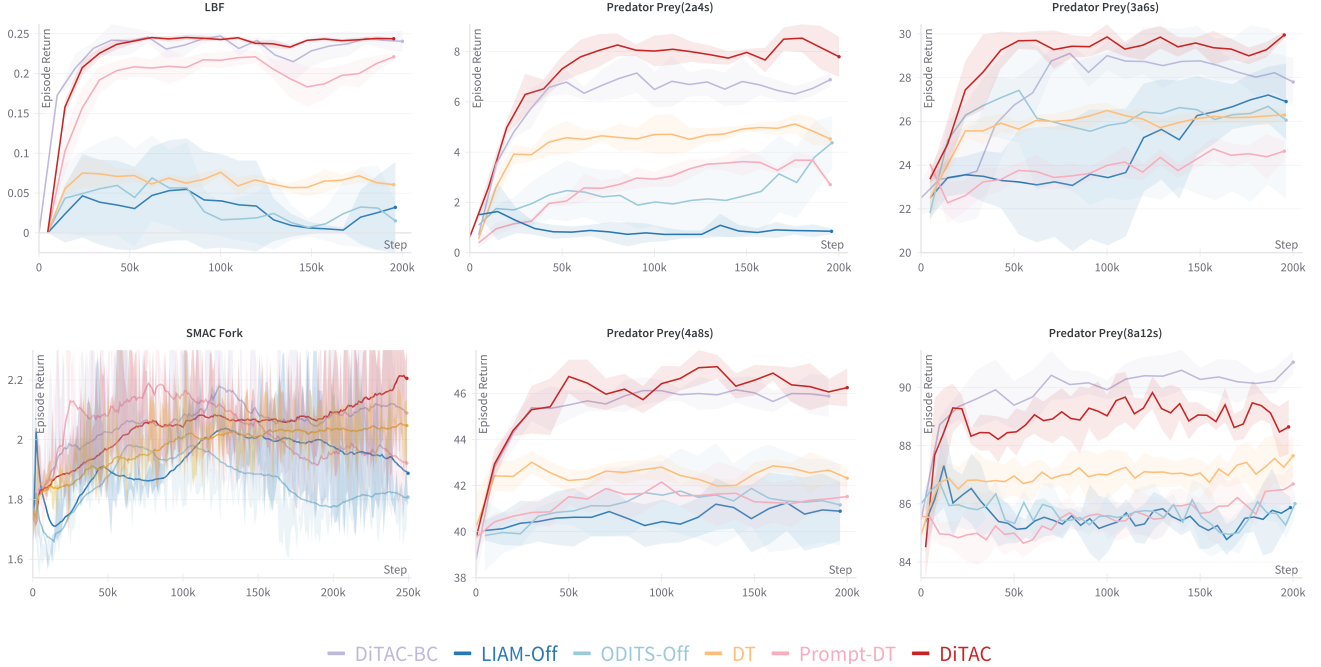 LBF
Episode Return
0.25
0.2
0.15
0.1
0.05
0
Step
0 50k 100k 150k 200k
Predator Prey(2a4s)
Episode Return
8
6
4
2
0
Step
0 50k 100k 150k 200k
Predator Prey(3a6s)
Episode Return
30
28
26
24
22
20
Step
0 50k 100k 150k 200k
SMAC Fork
Episode Return
2.2
2
1.8
1.6
Step
0 50k 100k 150k 200k 250k
Predator Prey(4a8s)
Episode Return
46
44
42
40
38
Step
0 50k 100k 150k 200k
Predator Prey(8a12s)
Episode Return
90
88
86
84
Step
0 50k 100k 150k 200k
DiTAC-BC LIAM-Off ODITS-Off DT Prompt-DT DiTAC